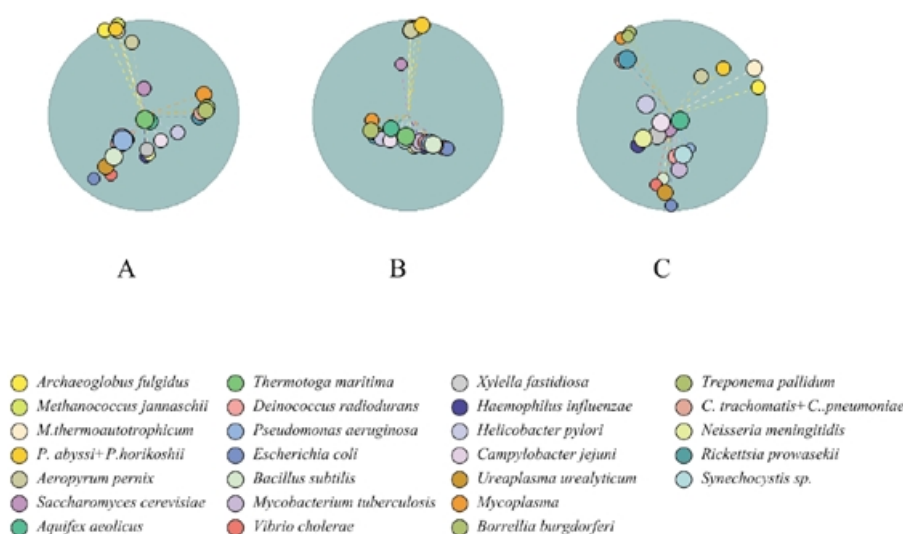 A B C
Archaeoglobus fulgidus Thermotoga maritima Xylella fastidiosa Treponema pallidum
Methanococcus jannaschii Deinococcus radiodurans Haemophilus influenzae C. trachomatis+C..pneumoniae
M.thermoautotrophicum Pseudomonas aeruginosa Helicobacter pylori Neisseria meningitidis
P. abyssi+P.horikoshii Escherichia coli Campylobacter jejuni Rickettsia prowasekii
Aeropyrum pernix Bacillus subtilis Ureaplasma urealyticum Synechocystis sp.
Saccharomyces cerevisiae Mycobacterium tuberculosis Mycoplasma
Aquifex aeolicus Vibrio cholerae Borrellia burgdorferi